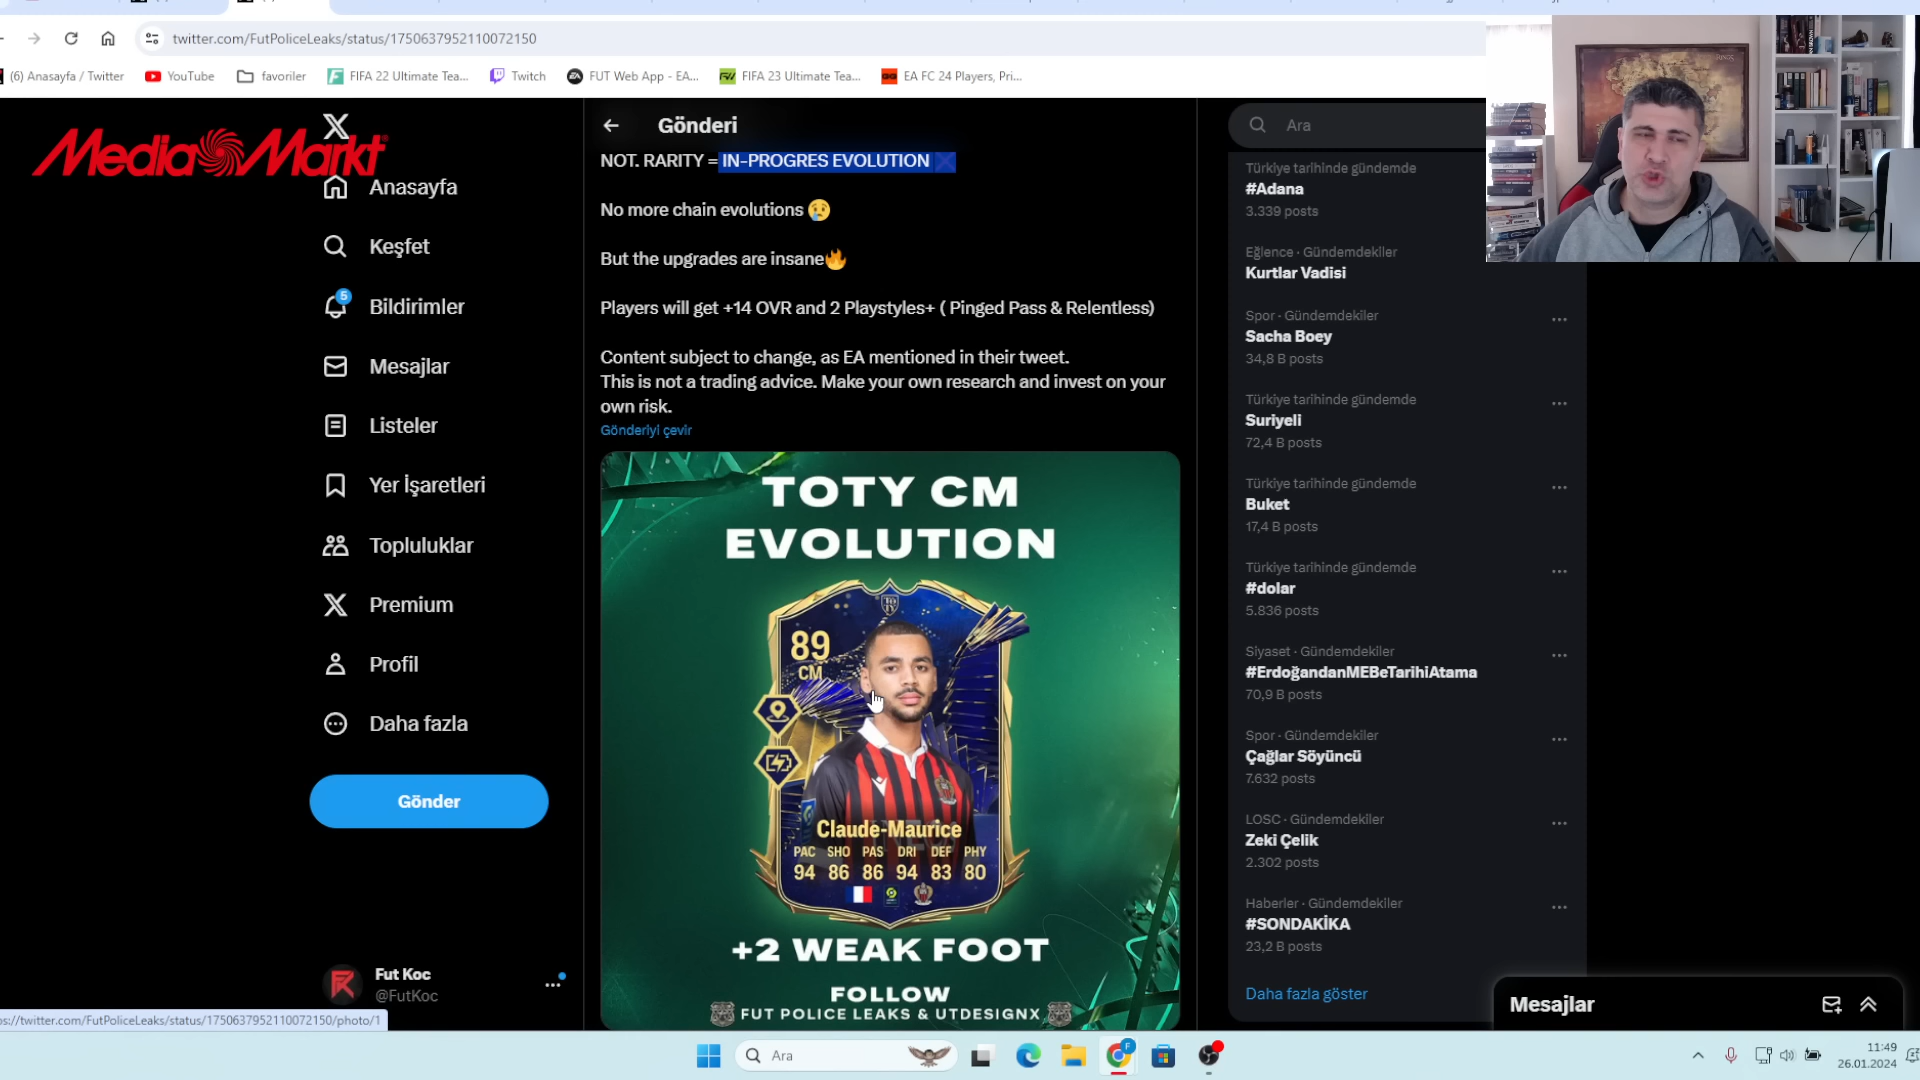 twitter.com/FutPoliceLeaks/status/1750637952110072150
(6) Anasayfa / Twitter
YouTube
favoriler
FIFA 22 Ultimate Tea...
Twitch
FUT Web App - EA...
FIFA 23 Ultimate Tea...
EA FC 24 Players, Pri...
Media Markt
Anasayfa
Keşfet
5
Bildirimler
Mesajlar
Listeler
Yer İşaretleri
Topluluklar
Premium
Profil
Daha fazla
Gönder
Fut Koc
@FutKoc
Gönderi
NOT. RARITY = IN-PROGRES EVOLUTION
No more chain evolutions 😢
But the upgrades are insane🔥
Players will get +14 OVR and 2 Playstyles+ ( Pinged Pass & Relentless)
Content subject to change, as EA mentioned in their tweet.
This is not a trading advice. Make your own research and invest on your
own risk.
Gönderiyi çevir
TOTY CM
EVOLUTION
89
CM
Claude-Maurice
PAC SHO PAS DRI DEF PHY
94 86 86 94 83 80
+2 WEAK FOOT
FOLLOW
FUT POLICE LEAKS & UTDESIGNX
Ara
Türkiye tarihinde gündemde
#Adana
3.339 posts
Eğlence · Gündemdekiler
Kurtlar Vadisi
Spor · Gündemdekiler
Sacha Boey
34,8 B posts
Türkiye tarihinde gündemde
Suriyeli
72,4 B posts
Türkiye tarihinde gündemde
Buket
17,4 B posts
Türkiye tarihinde gündemde
#dolar
5.836 posts
Siyaset · Gündemdekiler
#ErdoğandanMEBeTarihiAtama
70,9 B posts
Spor · Gündemdekiler
Çağlar Söyüncü
7.632 posts
LOSC · Gündemdekiler
Zeki Çelik
2.302 posts
Haberler · Gündemdekiler
#SONDAKİKA
23,2 B posts
Daha fazla göster
Mesajlar
ps://twitter.com/FutPoliceLeaks/status/1750637952110072150/photo/1
Ara
11:49
26.01.2024